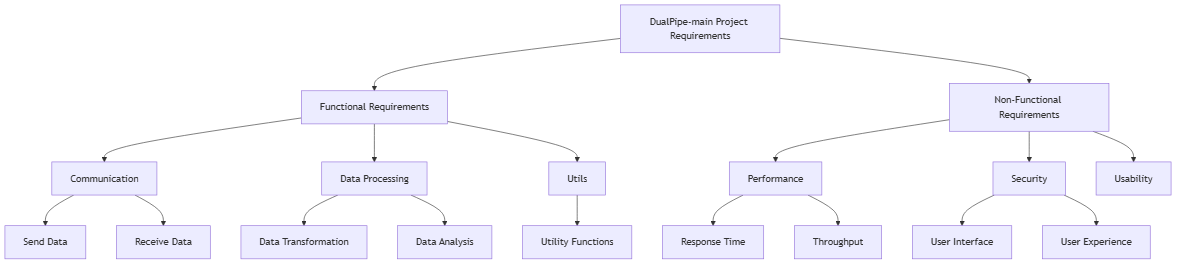 DualPipe-main Project
Requirements
Functional Requirements
Non-Functional
Requirements
Communication
Data Processing
Utils
Performance
Security
Usability
Send Data
Receive Data
Data Transformation
Data Analysis
Utility Functions
Response Time
Throughput
User Interface
User Experience